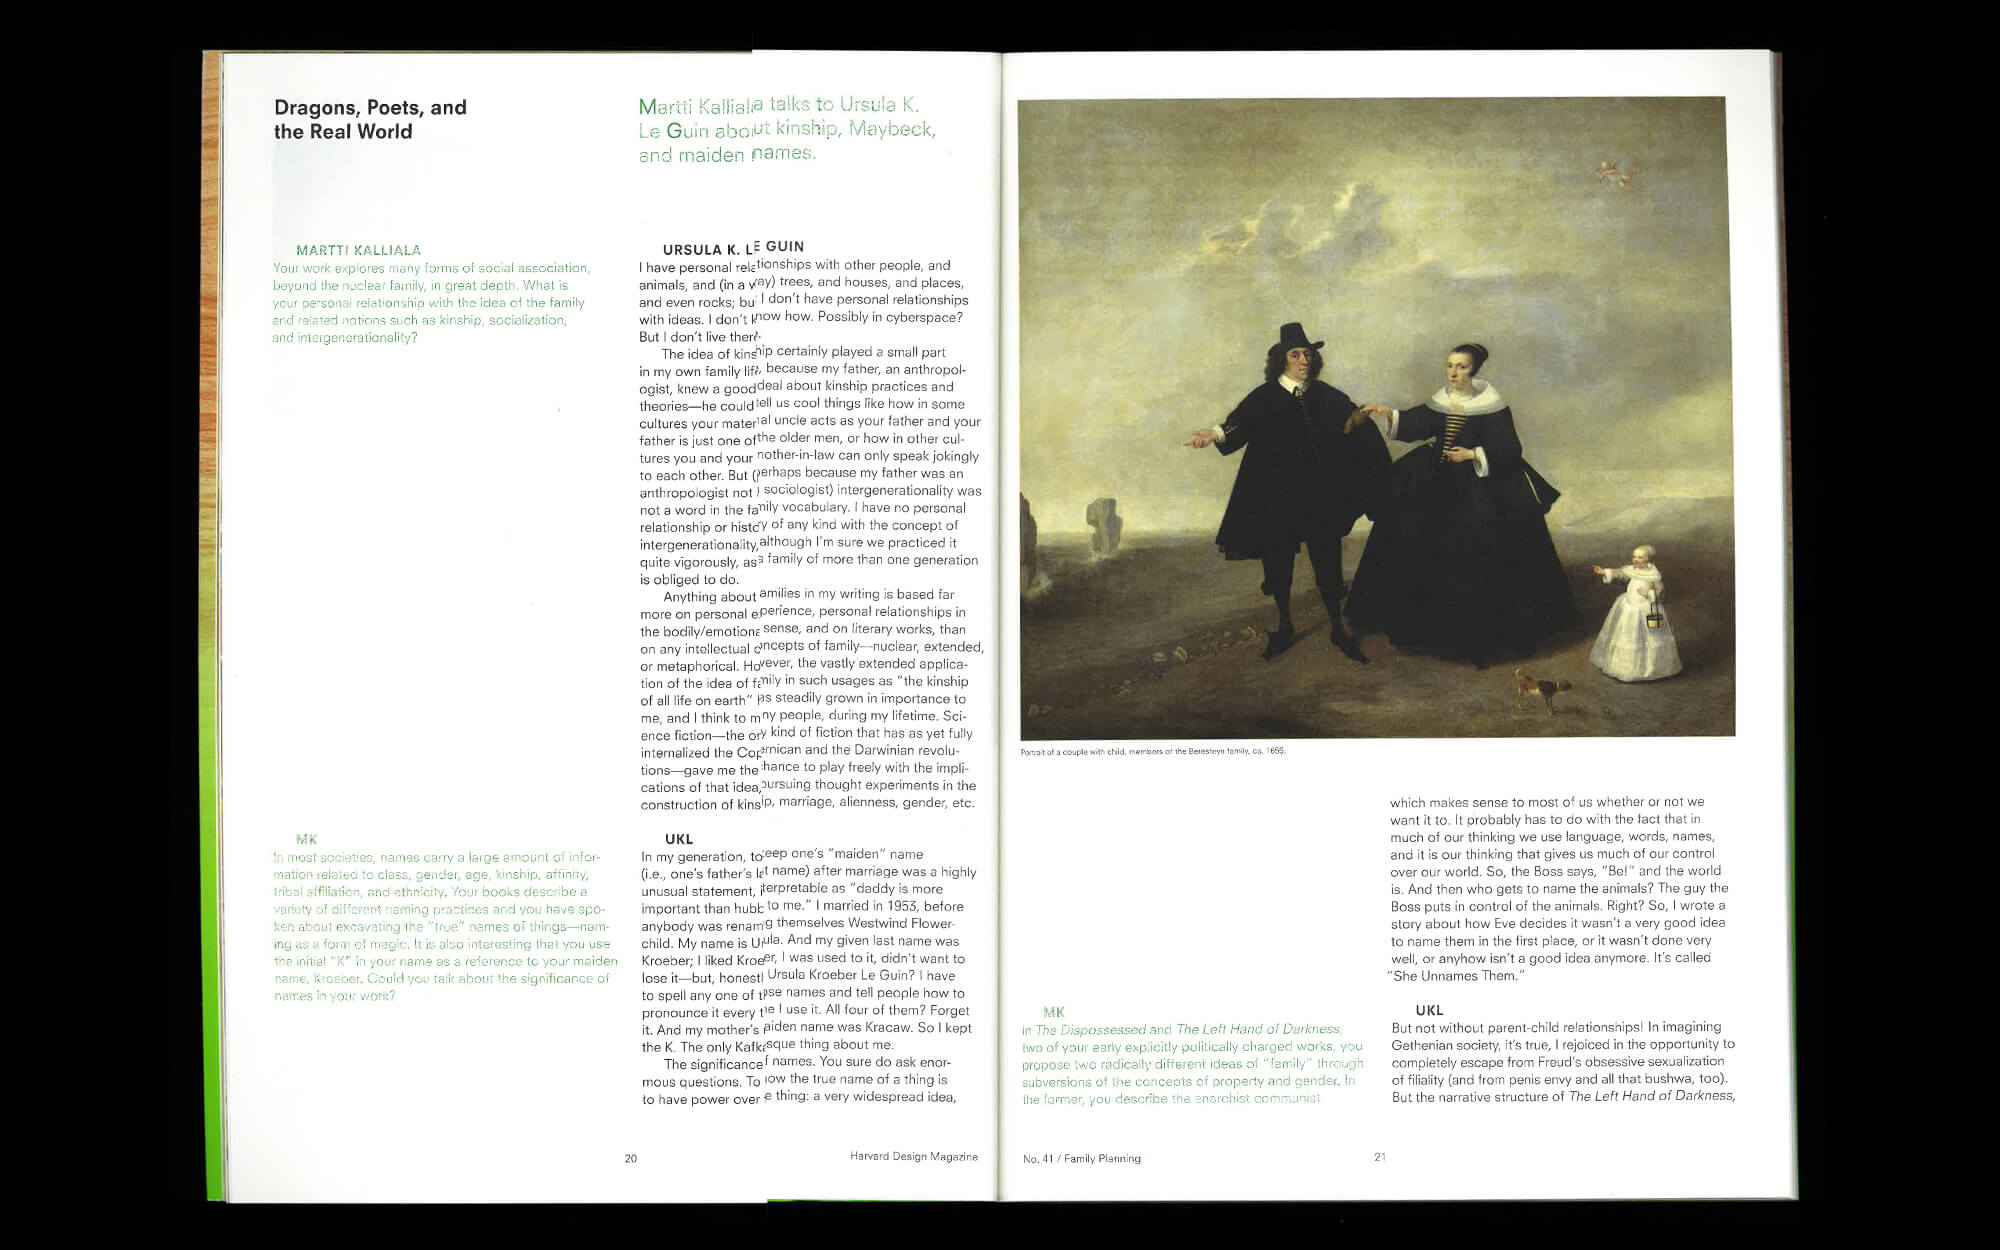 Dragons, Poets, and
the Real World
Martti Kalliala talks to Ursula K.
Le Guin about kinship, Maybeck,
and maiden names.
MARTTI KALLIALA
Your work explores many forms of social association,
beyond the nuclear family, in great depth. What is
your personal relationship with the idea of the family
and related notions such as kinship, socialization,
and intergenerationality?
URSULA K. LE GUIN
I have personal relationships with other people, and
animals, and (in a way) trees, and houses, and places,
and even rocks; but I don't have personal relationships
with ideas. I don't know how. Possibly in cyberspace?
But I don't live there.
The idea of kinship certainly played a small part
in my own family life, because my father, an anthropol-
ogist, knew a good deal about kinship practices and
theories—he could tell us cool things like how in some
cultures your maternal uncle acts as your father and your
father is just one of the older men, or how in other cul-
tures you and your mother-in-law can only speak jokingly
to each other. But (perhaps because my father was an
anthropologist not a sociologist) intergenerationality was
not a word in the family vocabulary. I have no personal
relationship or history of any kind with the concept of
intergenerationality, although I'm sure we practiced it
quite vigorously, as a family of more than one generation
is obliged to do.
Anything about families in my writing is based far
more on personal experience, personal relationships in
the bodily/emotional sense, and on literary works, than
on any intellectual concepts of family—nuclear, extended,
or metaphorical. However, the vastly extended applica-
tion of the idea of family in such usages as "the kinship
of all life on earth" has steadily grown in importance to
me, and I think to many people, during my lifetime. Sci-
ence fiction—the only kind of fiction that has as yet fully
internalized the Copernican and the Darwinian revolu-
tions—gave me the chance to play freely with the impli-
cations of that idea, pursuing thought experiments in the
construction of kinship, marriage, alienness, gender, etc.
MK
In most societies, names carry a large amount of infor-
mation related to class, gender, age, kinship, affinity,
tribal affiliation, and ethnicity. Your books describe a
variety of different naming practices and you have spo-
ken about excavating the "true" names of things—nam-
ing as a form of magic. It is also interesting that you use
the initial "K" in your name as a reference to your maiden
name, Kroeber. Could you talk about the significance of
names in your work?
UKL
In my generation, to keep one's "maiden" name
(i.e., one's father's last name) after marriage was a highly
unusual statement, interpretable as "daddy is more
important than hubby to me." I married in 1953, before
anybody was renaming themselves Westwind Flower-
child. My name is Ursula. And my given last name was
Kroeber; I liked Kroeber, I was used to it, didn't want to
lose it—but, honestly Ursula Kroeber Le Guin? I have
to spell any one of those names and tell people how to
pronounce it every time I use it. All four of them? Forget
it. And my mother's maiden name was Kracaw. So I kept
the K. The only Kafkaesque thing about me.
The significance of names. You sure do ask enor-
mous questions. To know the true name of a thing is
to have power over the thing: a very widespread idea,
20
Harvard Design Magazine
Portrait of a couple with child, members of the Beresteyn family, ca. 1655.
which makes sense to most of us whether or not we
want it to. It probably has to do with the fact that in
much of our thinking we use language, words, names,
and it is our thinking that gives us much of our control
over our world. So, the Boss says, "Be!" and the world
is. And then who gets to name the animals? The guy the
Boss puts in control of the animals. Right? So, I wrote a
story about how Eve decides it wasn't a very good idea
to name them in the first place, or it wasn't done very
well, or anyhow isn't a good idea anymore. It's called
"She Unnames Them."
MK
In The Dispossessed and The Left Hand of Darkness,
two of your early explicitly politically charged works, you
propose two radically different ideas of "family" through
subversions of the concepts of property and gender. In
the former, you describe the anarchist communist
UKL
But not without parent-child relationships! In imagining
Gethenian society, it's true, I rejoiced in the opportunity to
completely escape from Freud's obsessive sexualization
of filiality (and from penis envy and all that bushwa, too).
But the narrative structure of The Left Hand of Darkness,
No. 41 / Family Planning
21